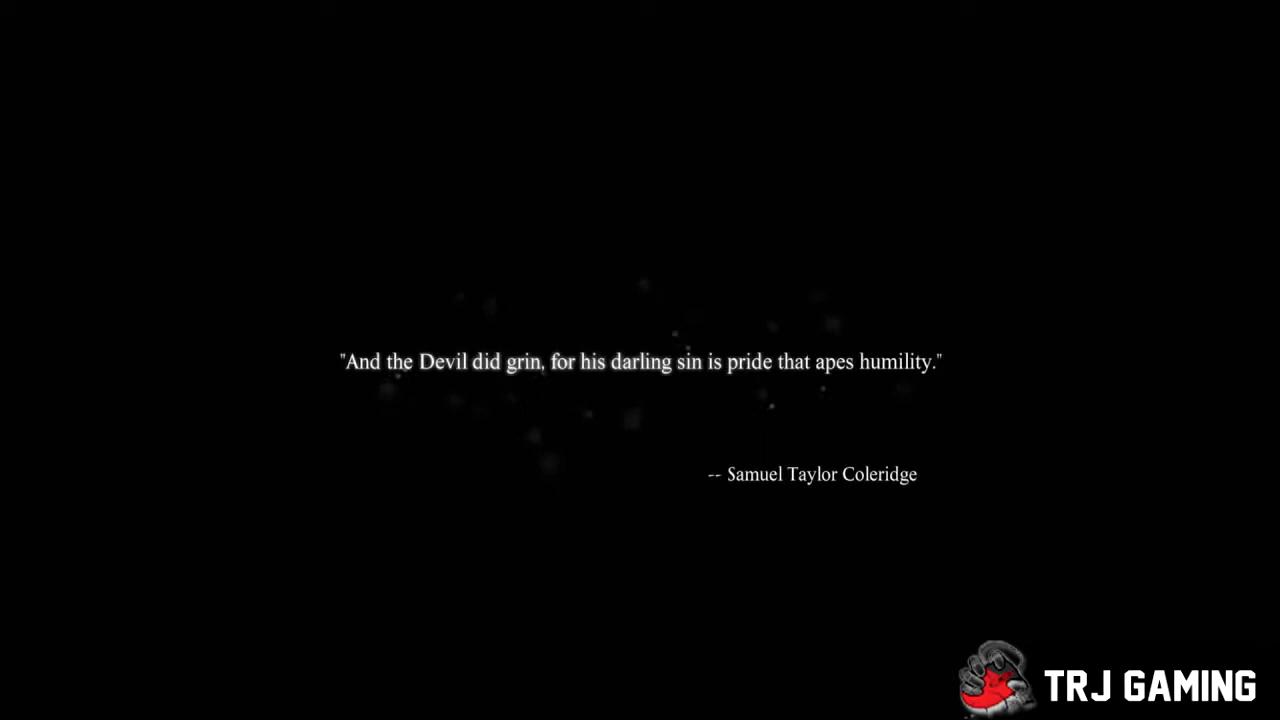 "And the Devil did grin, for his darling sin is pride that apes humility."
-- Samuel Taylor Coleridge
TRJ GAMING